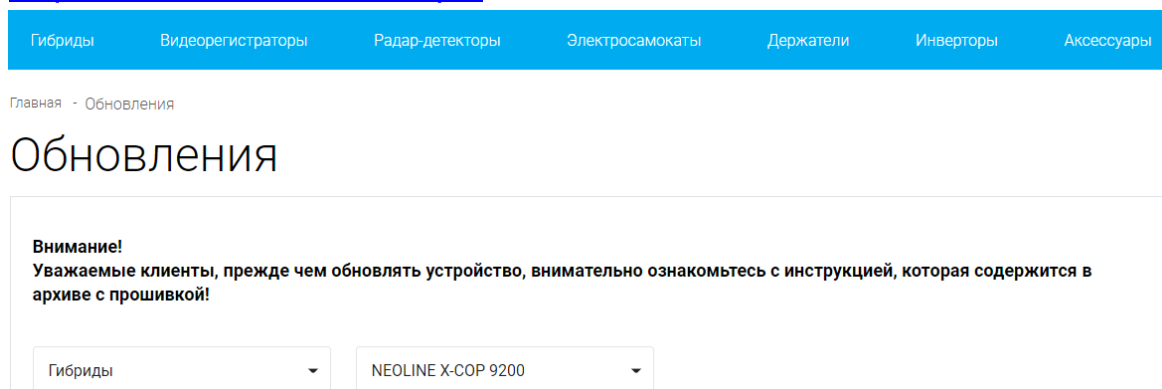 Гибриды Видеорегистраторы Радар-детекторы Электросамокаты Держатели Инверторы Аксессуары
Главная - Обновления
Обновления
Внимание!
Уважаемые клиенты, прежде чем обновлять устройство, внимательно ознакомьтесь с инструкцией, которая содержится в
архиве с прошивкой!
Гибриды NEOLINE X-COP 9200